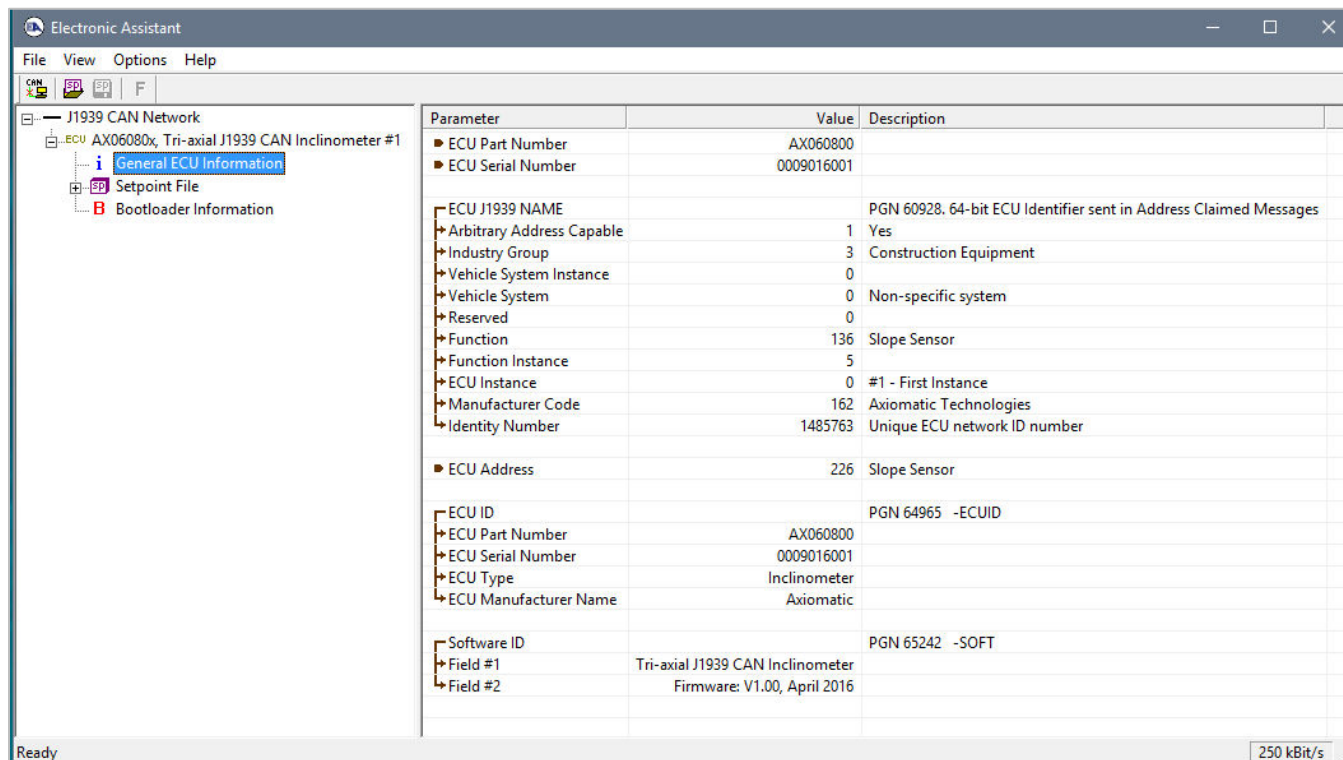 Electronic Assistant
File View Options Help
CAN SP SP F
J1939 CAN Network
ECU AX06080x, Tri-axial J1939 CAN Inclinometer #1
i General ECU Information
SP Setpoint File
B Bootloader Information
Parameter Value Description
ECU Part Number AX060800
ECU Serial Number 0009016001
ECU J1939 NAME PGN 60928. 64-bit ECU Identifier sent in Address Claimed Messages
Arbitrary Address Capable 1 Yes
Industry Group 3 Construction Equipment
Vehicle System Instance 0
Vehicle System 0 Non-specific system
Reserved 0
Function 136 Slope Sensor
Function Instance 5
ECU Instance 0 #1 - First Instance
Manufacturer Code 162 Axiomatic Technologies
Identity Number 1485763 Unique ECU network ID number
ECU Address 226 Slope Sensor
ECU ID PGN 64965 -ECUID
ECU Part Number AX060800
ECU Serial Number 0009016001
ECU Type Inclinometer
ECU Manufacturer Name Axiomatic
Software ID PGN 65242 -SOFT
Field #1 Tri-axial J1939 CAN Inclinometer
Field #2 Firmware: V1.00, April 2016
Ready 250 kBit/s